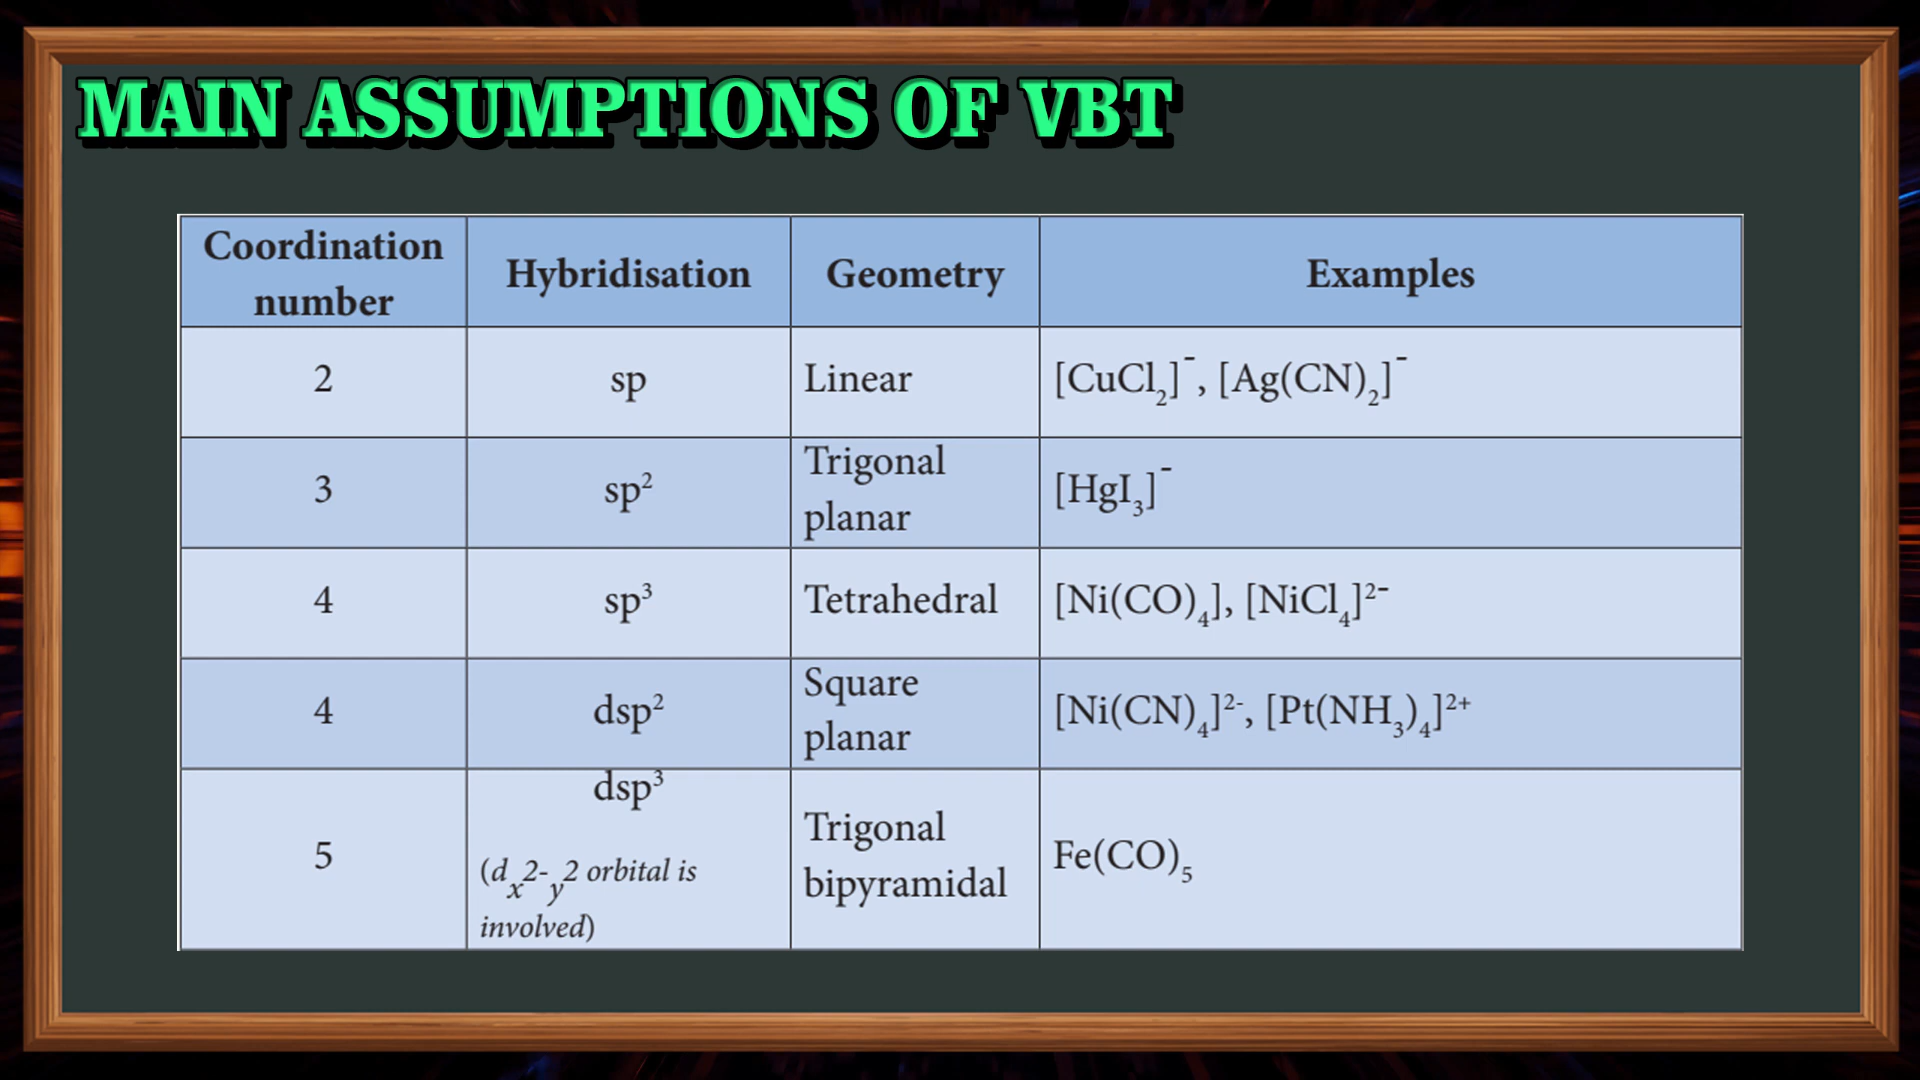 MAIN ASSUMPTIONS OF VBT
Coordination
number
Hybridisation
Geometry
Examples
2
sp
Linear
[CuCl₂]⁻, [Ag(CN)₂]⁻
3
sp²
Trigonal
planar
[HgI₃]⁻
4
sp³
Tetrahedral
[Ni(CO)₄], [NiCl₄]²⁻
4
dsp²
Square
planar
[Ni(CN)₄]²⁻, [Pt(NH₃)₄]²⁺
5
dsp³
(dₓ2-ᵧ2 orbital is
involved)
Trigonal
bipyramidal
Fe(CO)₅